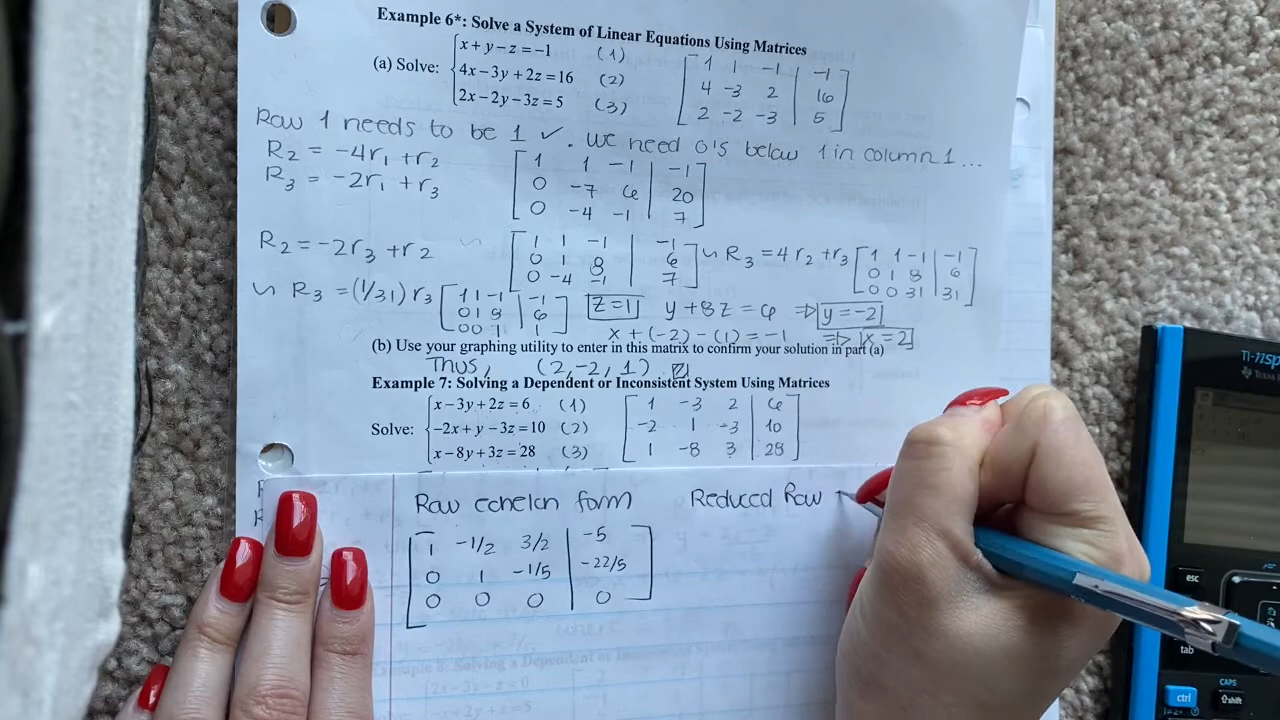 Example 6*: Solve a System of Linear Equations Using Matrices
(a) Solve: { x + y − z = −1 (1)
4x − 3y + 2z = 16 (2)
2x − 2y − 3z = 5 (3)
[ 1 1 -1 | -1 ]
[ 4 -3 2 | 16 ]
[ 2 -2 -3 | 5 ]
Row 1 needs to be 1 ✓. We need 0's below 1 in column 1 ...
R2 = -4r1 + r2
R3 = -2r1 + r3
[ 1 1 -1 | -1 ]
[ 0 -7 6 | 20 ]
[ 0 -4 -1 | 7 ]
R2 = -2r3 + r2
[ 1 1 -1 | -1 ]
[ 0 1 8 | 6 ]
[ 0 -4 -1 | 7 ]
~ R3 = 4r2 + r3
[ 1 1 -1 | -1 ]
[ 0 1 8 | 6 ]
[ 0 0 31 | 31 ]
~ R3 = (1/31) r3
[ 1 1 -1 | -1 ]
[ 0 1 8 | 6 ]
[ 0 0 1 | 1 ]
z = 1 y + 8z = 6 ⇒ y = -2
x + (-2) - (1) = -1 ⇒ x = 2
(b) Use your graphing utility to enter in this matrix to confirm your solution in part (a)
Thus, (2, -2, 1)
Example 7: Solving a Dependent or Inconsistent System Using Matrices
Solve: { x − 3y + 2z = 6 (1)
−2x + y − 3z = 10 (2)
x − 8y + 3z = 28 (3)
[ 1 -3 2 | 6 ]
[ -2 1 -3 | 10 ]
[ 1 -8 3 | 28 ]
Row echelon form
[ 1 -1/2 3/2 | -5 ]
[ 0 1 -1/5 | -22/5 ]
[ 0 0 0 | 0 ]
Reduced Row
TI-nsp
esc
tab
ctrl
CAPS
⇧shift